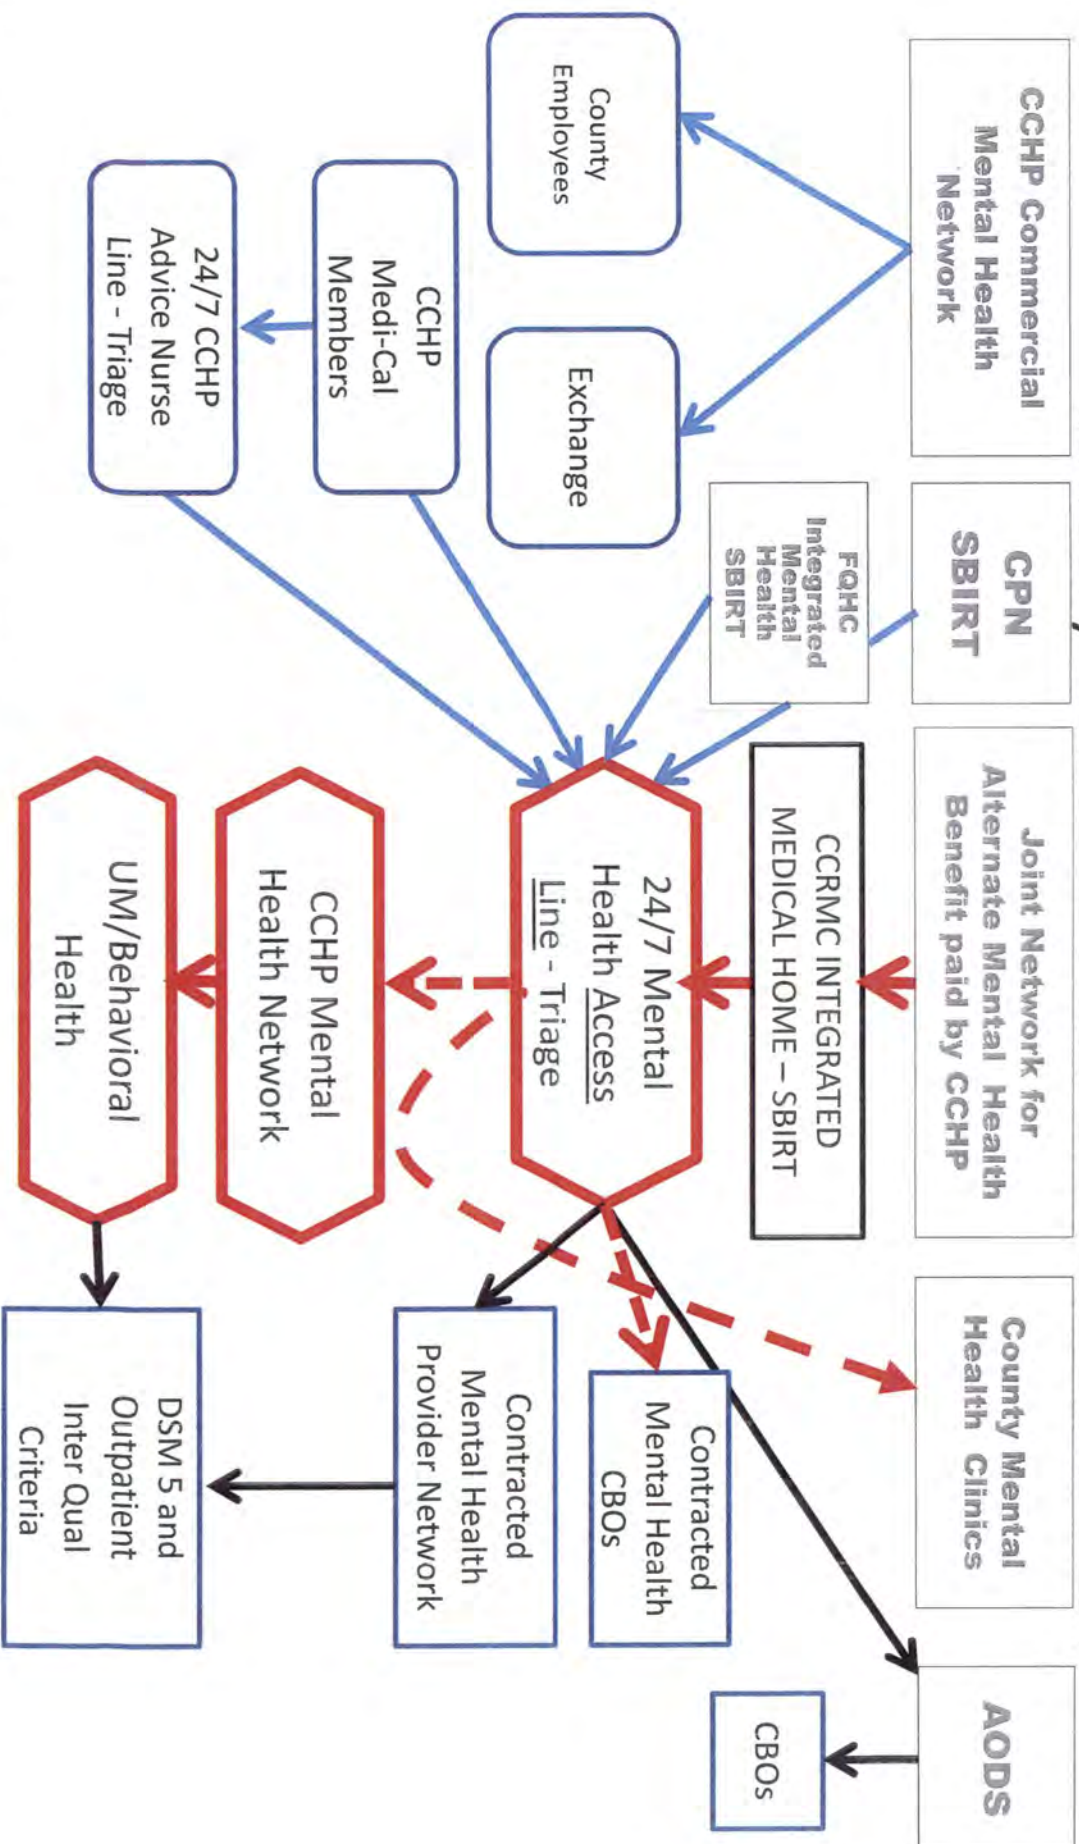 CCHP Commercial
Mental Health
Network
CPN
SBIRT
Joint Network for
Alternate Mental Health
Benefit paid by CCHP
County Mental
Health Clinics
AODS
County
Employees
Exchange
FQHC
Integrated
Mental
Health
SBIRT
CCRMC INTEGRATED
MEDICAL HOME – SBIRT
CBOs
CCHP
Medi-Cal
Members
24/7 Mental
Health Access
Line - Triage
Contracted
Mental Health
CBOs
24/7 CCHP
Advice Nurse
Line - Triage
CCHP Mental
Health Network
Contracted
Mental Health
Provider Network
UM/Behavioral
Health
DSM 5 and
Outpatient
Inter Qual
Criteria